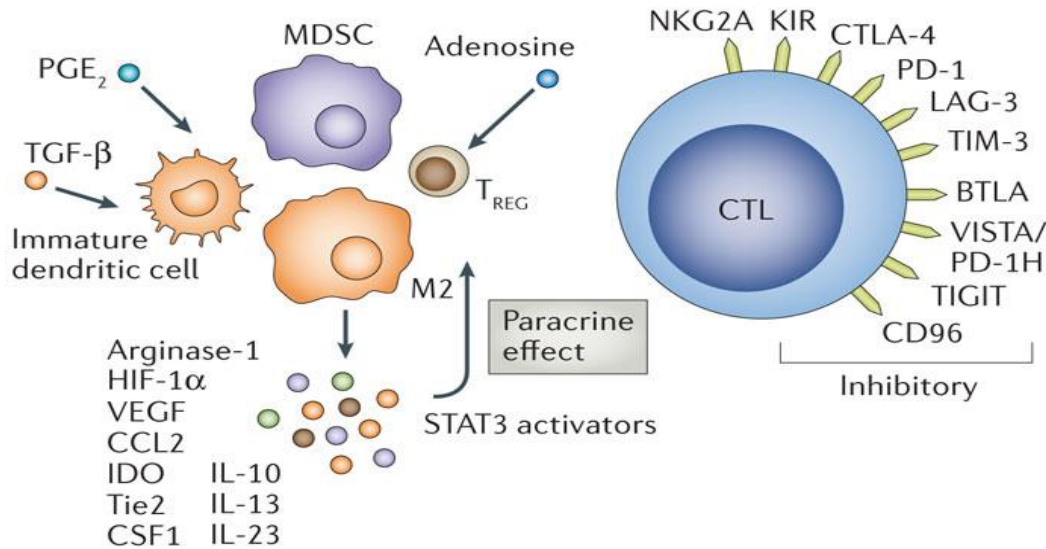 MDSC
Adenosine
PGE₂
TGF-β
Immature
dendritic cell
T_REG
M2
Paracrine
effect
STAT3 activators
Arginase-1
HIF-1α
VEGF
CCL2
IDO IL-10
Tie2 IL-13
CSF1 IL-23
NKG2A KIR
CTLA-4
PD-1
LAG-3
TIM-3
BTLA
VISTA/
PD-1H
TIGIT
CD96
CTL
Inhibitory